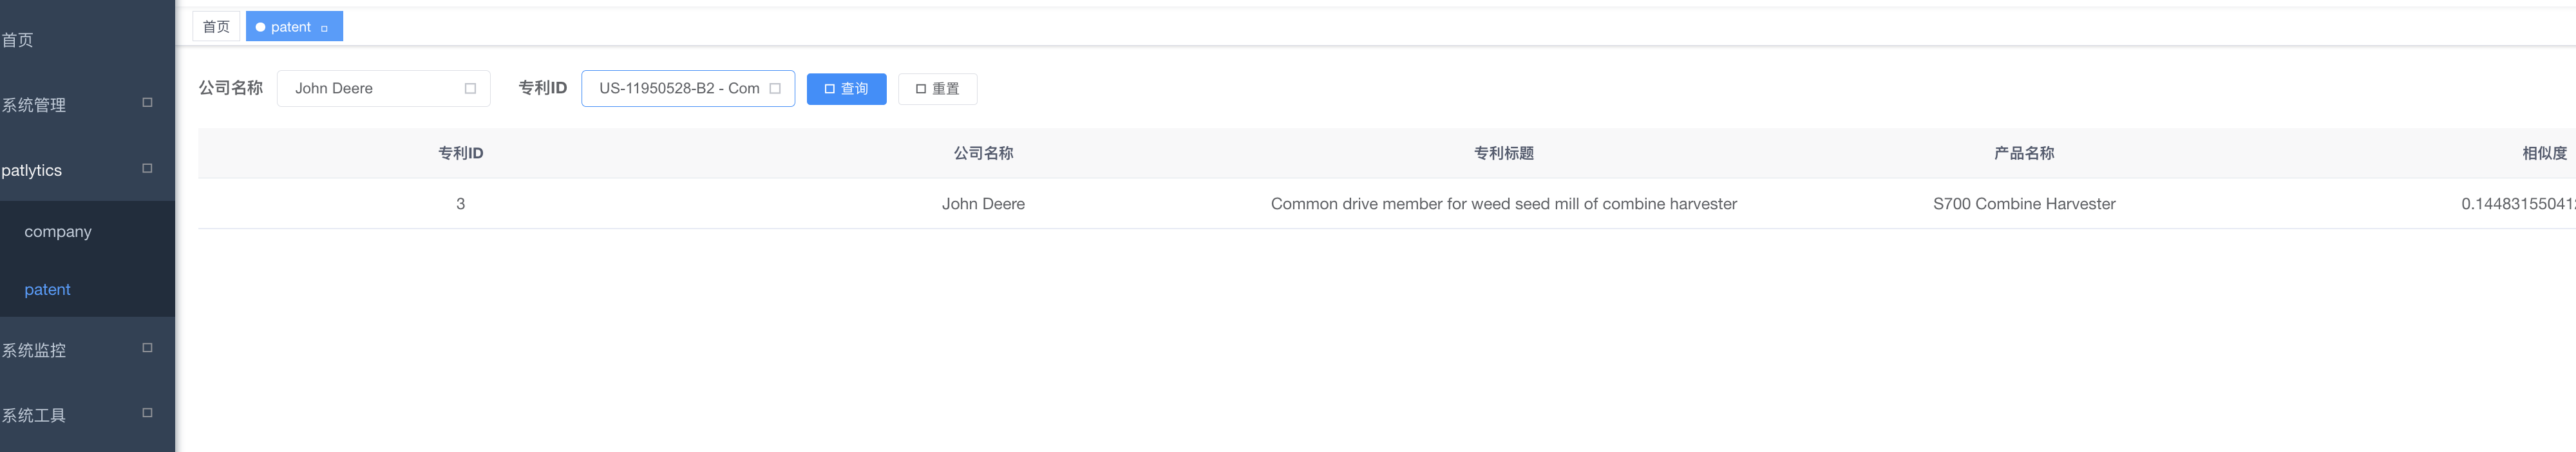 首页
系统管理
patlytics
company
patent
系统监控
系统工具
首页
patent
公司名称 John Deere 专利ID US-11950528-B2 - Com 查询 重置
专利ID 公司名称 专利标题 产品名称 相似度
3 John Deere Common drive member for weed seed mill of combine harvester S700 Combine Harvester 0.14483155041